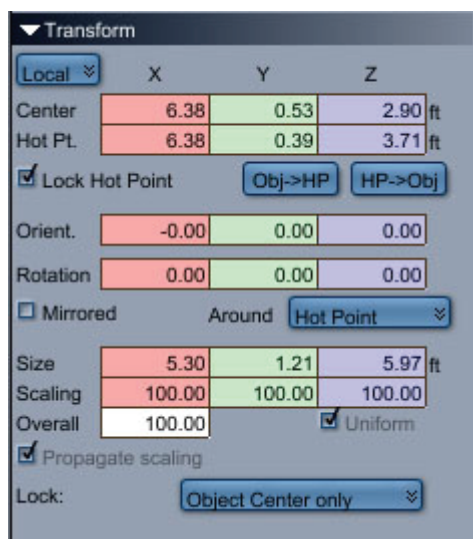 Transform
Local X Y Z
Center 6.38 0.53 2.90 ft
Hot Pt. 6.38 0.39 3.71 ft
Lock Hot Point Obj->HP HP->Obj
Orient. -0.00 0.00 0.00
Rotation 0.00 0.00 0.00
Mirrored Around Hot Point
Size 5.30 1.21 5.97 ft
Scaling 100.00 100.00 100.00
Overall 100.00 Uniform
Propagate scaling
Lock: Object Center only